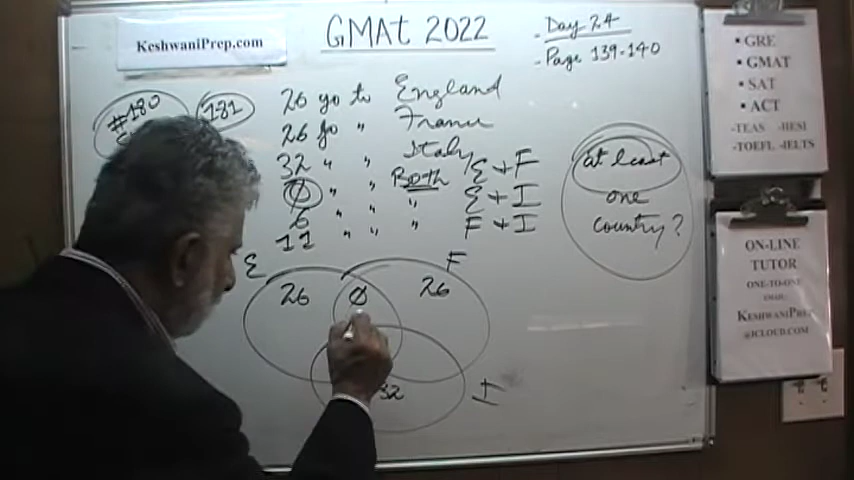 KeshwaniPrep.com
GMAt 2022
- Day 24
- Page 139-140
#180
181
26 go to England
26 go " France
32 " " Italy
Ø " " Both E + F
6 " " " E + I
11 " " " F + I
at least
one
country?
E
F
26
Ø
26
32
I
▪ GRE
▪ GMAT
▪ SAT
▪ ACT
-TEAS -HESI
-TOEFL -IELTS
ON-LINE
TUTOR
ONE-TO-ONE
EMAIL:
KeshwaniPrep
@ICLOUD.COM